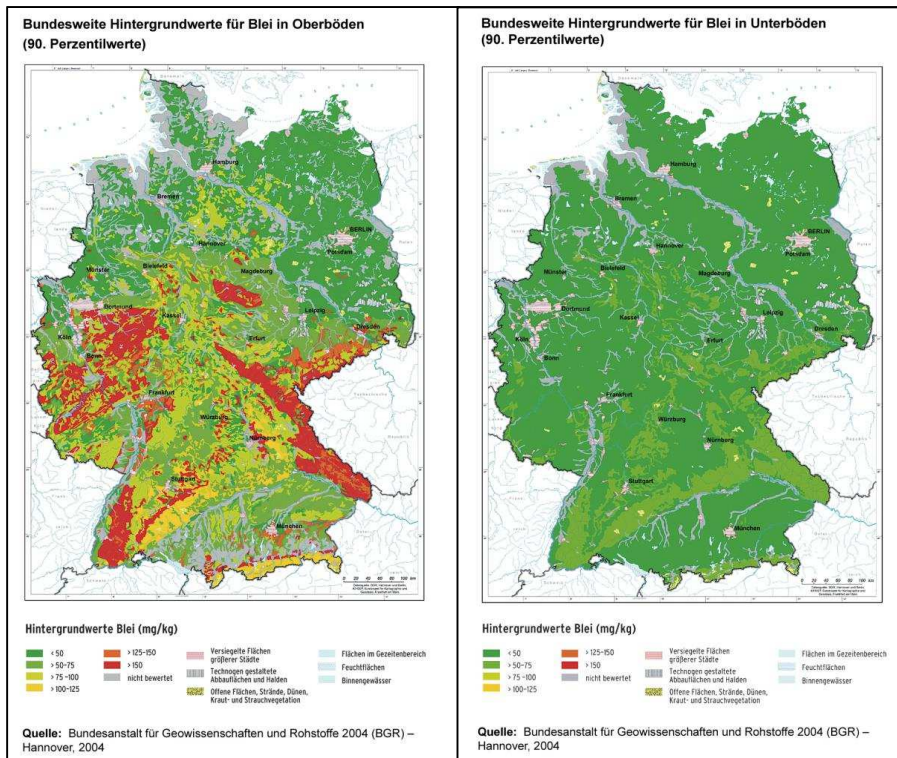 Bundesweite Hintergrundwerte für Blei in Oberböden
(90. Perzentilwerte)
Hamburg
Bremen
BERLIN
Potsdam
Hannover
Magdeburg
Bielefeld
Münster
Dortmund
Kassel
Leipzig
Dresden
Köln
Erfurt
Bonn
Frankfurt
Würzburg
Nürnberg
Stuttgart
München
Hintergrundwerte Blei (mg/kg)
< 50
> 50-75
> 75 -100
> 100-125
> 125-150
> 150
nicht bewertet
Versiegelte Flächen
größerer Städte
Technogen gestaltete
Abbauflächen und Halden
Offene Flächen, Strände, Dünen,
Kraut- und Strauchvegetation
Flächen im Gezeitenbereich
Feuchtflächen
Binnengewässer
Quelle: Bundesanstalt für Geowissenschaften und Rohstoffe 2004 (BGR) –
Hannover, 2004
Bundesweite Hintergrundwerte für Blei in Unterböden
(90. Perzentilwerte)
Hamburg
Bremen
BERLIN
Potsdam
Hannover
Bielefeld
Magdeburg
Münster
Dortmund
Kassel
Leipzig
Dresden
Köln
Erfurt
Bonn
Frankfurt
Würzburg
Nürnberg
Stuttgart
München
Hintergrundwerte Blei (mg/kg)
< 50
> 50-75
> 75 -100
> 100-125
> 125-150
> 150
nicht bewertet
Versiegelte Flächen
größerer Städte
Technogen gestaltete
Abbauflächen und Halden
Offene Flächen, Strände, Dünen,
Kraut- und Strauchvegetation
Flächen im Gezeitenbereich
Feuchtflächen
Binnengewässer
Quelle: Bundesanstalt für Geowissenschaften und Rohstoffe 2004 (BGR) –
Hannover, 2004